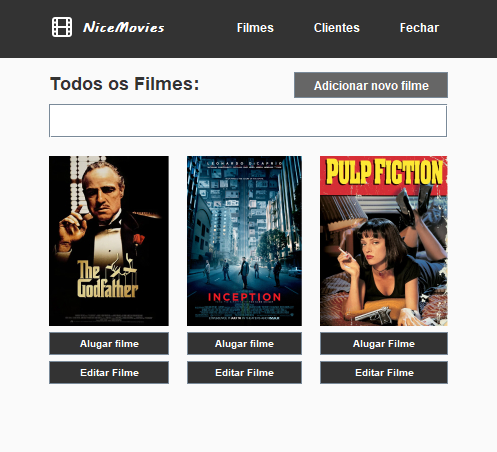 NiceMovies Filmes Clientes Fechar
Todos os Filmes: Adicionar novo filme
LEONARDO DiCAPRIO
PULP FICTION
The
Godfather
INCEPTION
Alugar filme Alugar filme Alugar Filme
Editar Filme Editar Filme Editar Filme